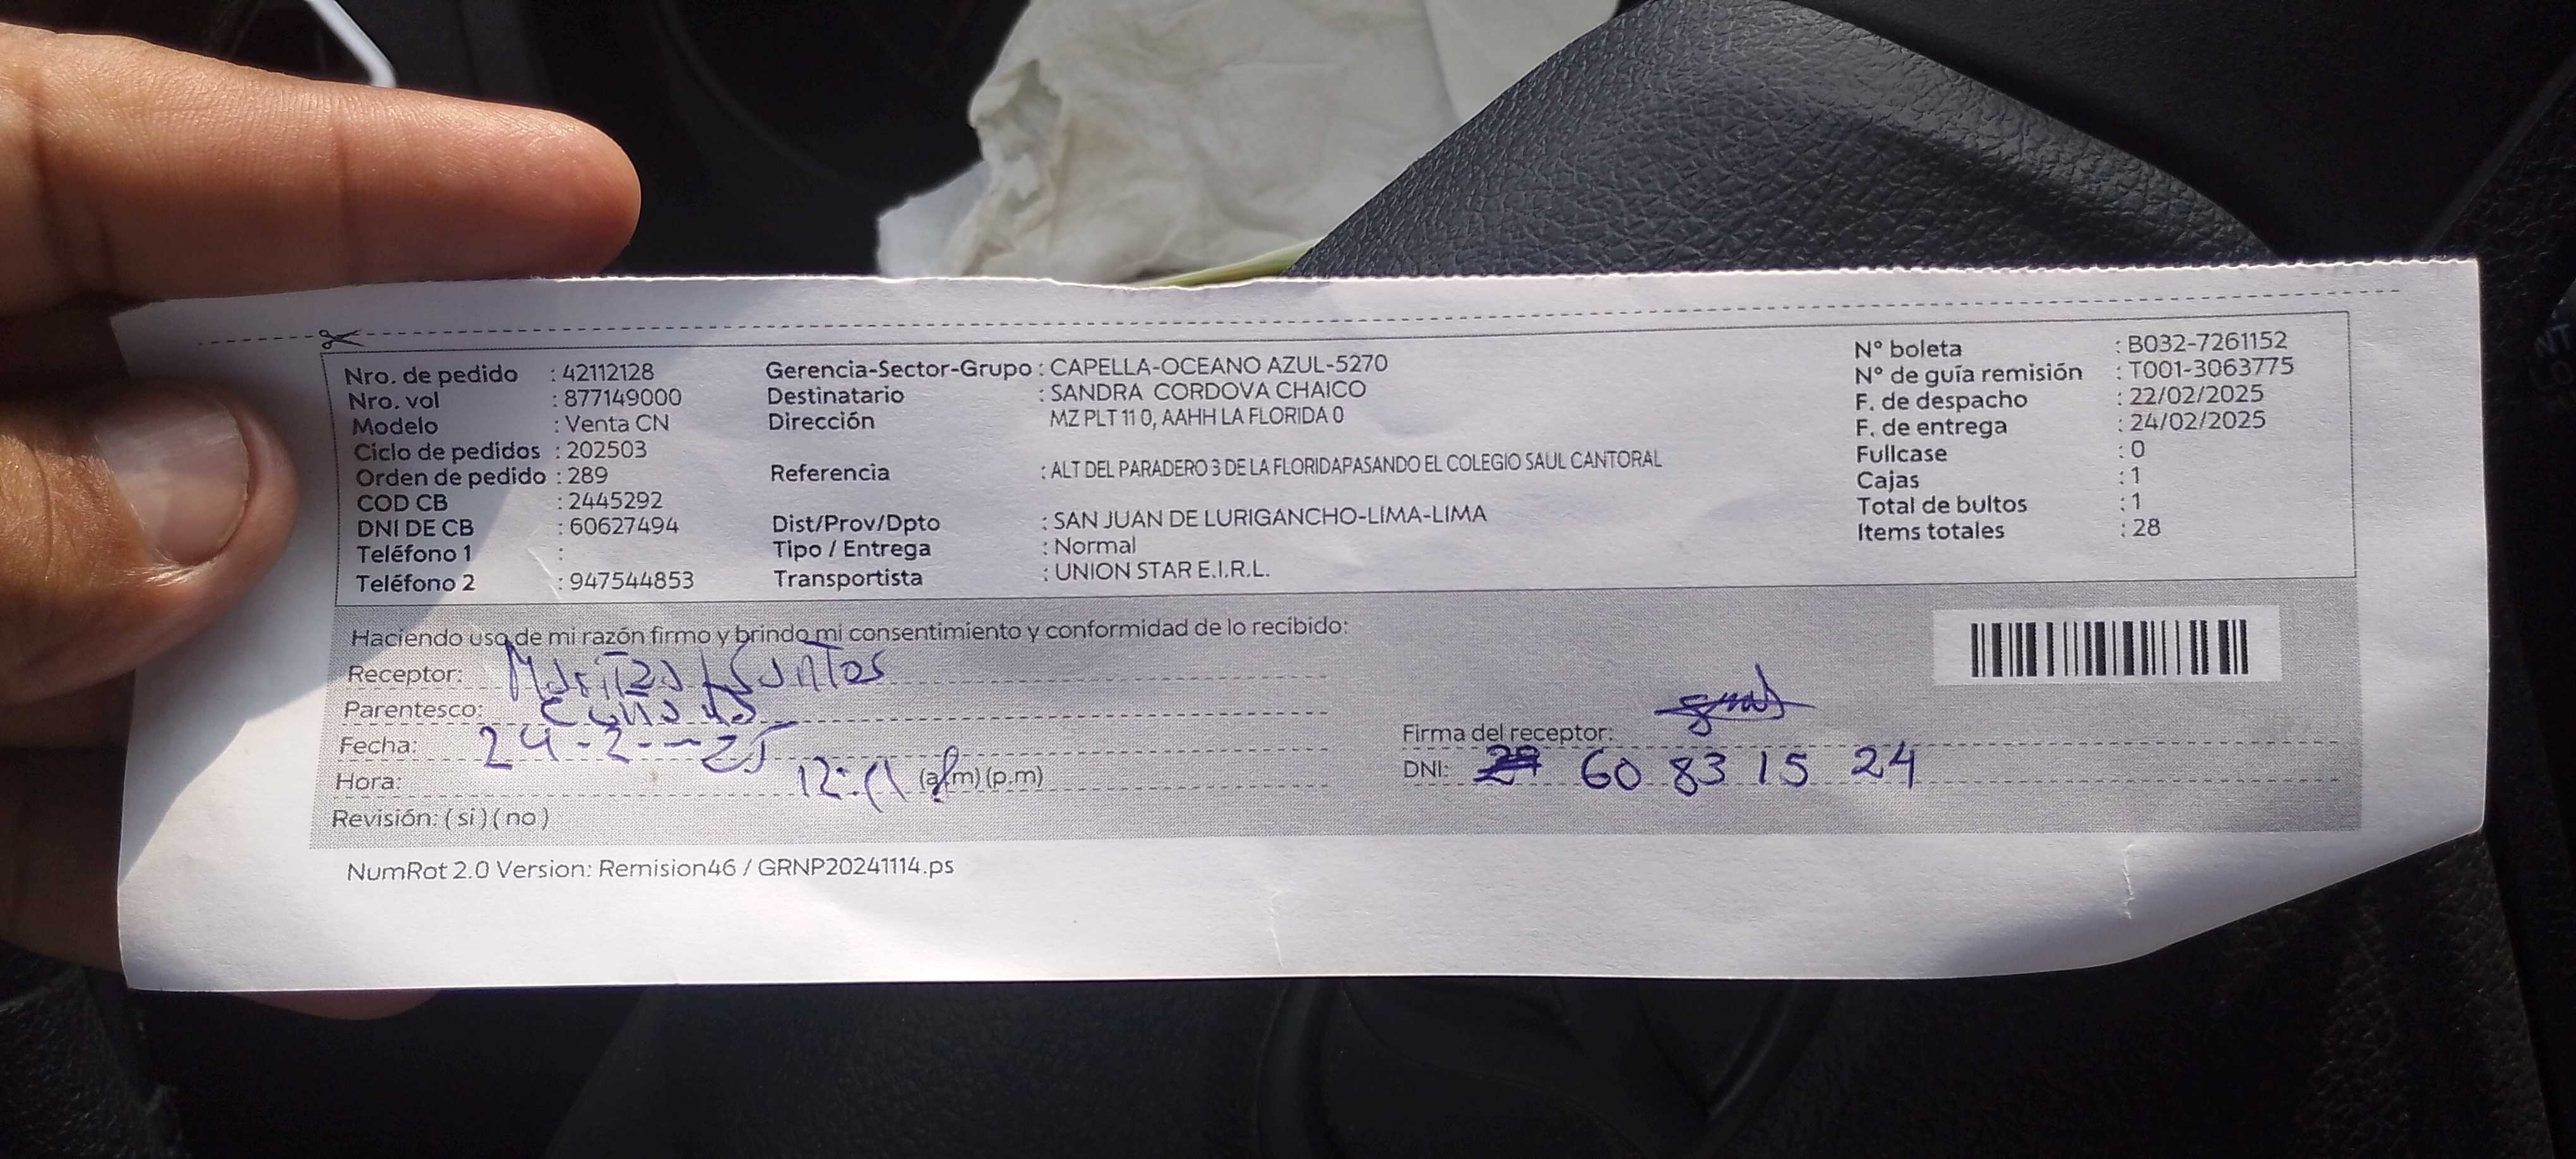 Nro. de pedido : 42112128
Nro. vol : 877149000
Modelo : Venta CN
Ciclo de pedidos : 202503
Orden de pedido : 289
COD CB : 2445292
DNI DE CB : 60627494
Teléfono 1 :
Teléfono 2 : 947544853
Gerencia-Sector-Grupo : CAPELLA-OCEANO AZUL-5270
Destinatario : SANDRA CORDOVA CHAICO
Dirección MZ PLT 11 0, AAHH LA FLORIDA 0
Referencia : ALT DEL PARADERO 3 DE LA FLORIDAPASANDO EL COLEGIO SAUL CANTORAL
Dist/Prov/Dpto : SAN JUAN DE LURIGANCHO-LIMA-LIMA
Tipo / Entrega : Normal
Transportista : UNION STAR E.I.R.L.
N° boleta : B032-7261152
N° de guía remisión : T001-3063775
F. de despacho : 22/02/2025
F. de entrega : 24/02/2025
Fullcase : 0
Cajas : 1
Total de bultos : 1
Items totales : 28
Haciendo uso de mi razón firmo y brindo mi consentimiento y conformidad de lo recibido:
Receptor: Maritza
Parentesco: Cuñada
Fecha: 24-2--25
Hora: 12: (a/m) (p.m)
Revisión: ( si ) ( no )
Firma del receptor:
DNI: 60 83 15 24
NumRot 2.0 Version: Remision46 / GRNP20241114.ps